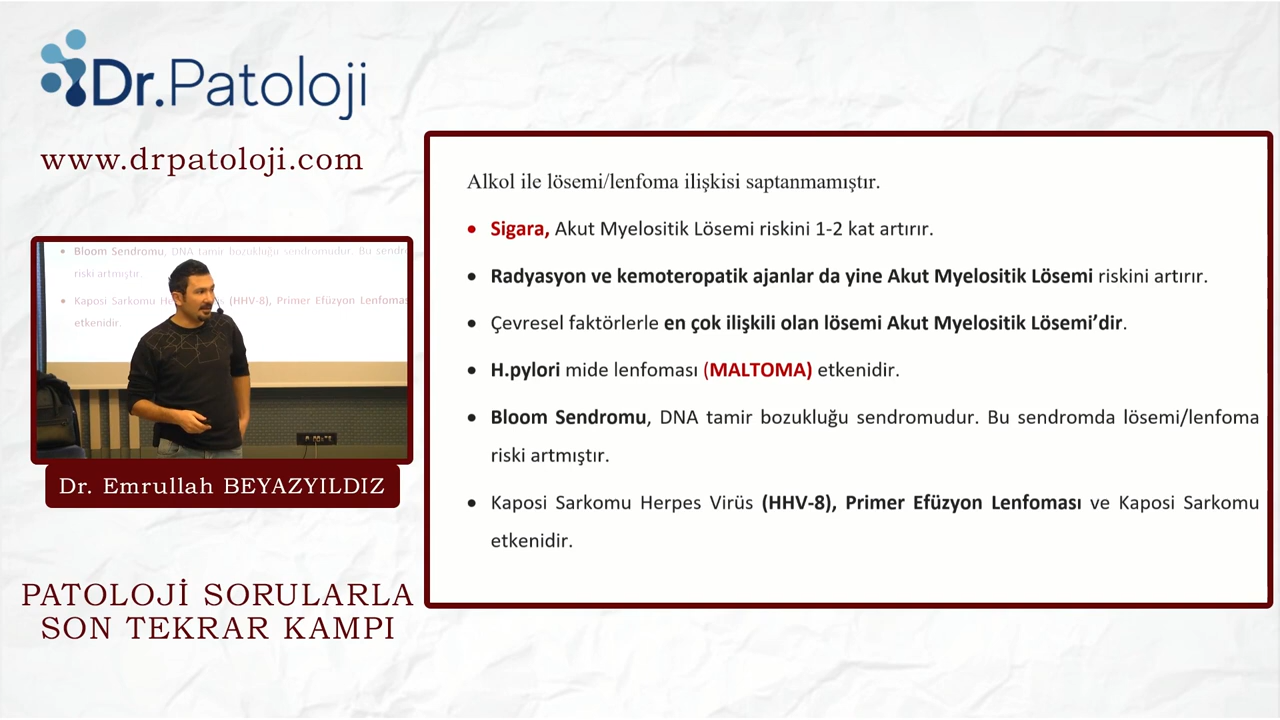 Dr.Patoloji
www.drpatoloji.com
Alkol ile lösemi/lenfoma ilişkisi saptanmamıştır.
• Sigara, Akut Myelositik Lösemi riskini 1-2 kat artırır.
• Radyasyon ve kemoteropatik ajanlar da yine Akut Myelositik Lösemi riskini artırır.
• Çevresel faktörlerle en çok ilişkili olan lösemi Akut Myelositik Lösemi’dir.
• H.pylori mide lenfoması (MALTOMA) etkenidir.
• Bloom Sendromu, DNA tamir bozukluğu sendromudur. Bu sendromda lösemi/lenfoma
riski artmıştır.
• Kaposi Sarkomu Herpes Virüs (HHV-8), Primer Efüzyon Lenfoması ve Kaposi Sarkomu
etkenidir.
• Bloom Sendromu, DNA tamir bozukluğu sendromudur. Bu
riski artmıştır.
• Kaposi Sarkomu (HHV-8), Primer Efüzyon Lenfoması
etkenidir.
Dr. Emrullah BEYAZYILDIZ
PATOLOJİ SORULARLA
SON TEKRAR KAMPI